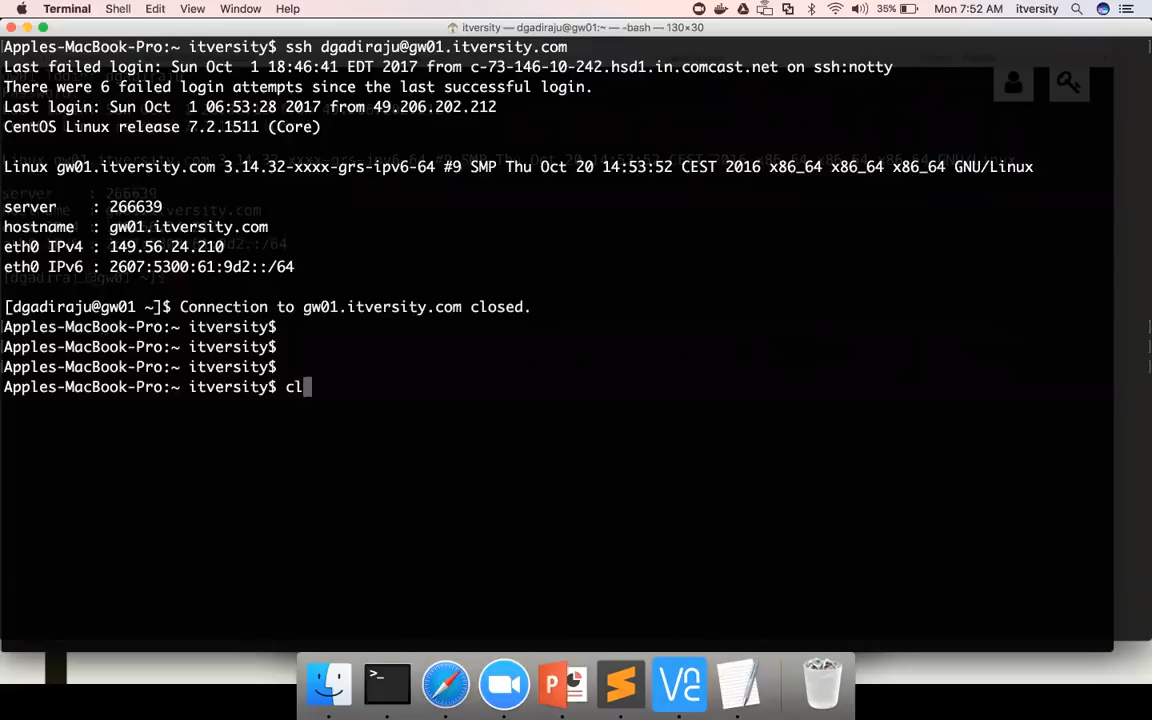 Terminal Shell Edit View Window Help 35% Mon 7:52 AM itversity
itversity — dgadiraju@gw01:~ — -bash — 130×30
Apples-MacBook-Pro:~ itversity$ ssh dgadiraju@gw01.itversity.com
Last failed login: Sun Oct  1 18:46:41 EDT 2017 from c-73-146-10-242.hsd1.in.comcast.net on ssh:notty
There were 6 failed login attempts since the last successful login.
Last login: Sun Oct  1 06:53:28 2017 from 49.206.202.212
CentOS Linux release 7.2.1511 (Core)
Linux gw01.itversity.com 3.14.32-xxxx-grs-ipv6-64 #9 SMP Thu Oct 20 14:53:52 CEST 2016 x86_64 x86_64 x86_64 GNU/Linux
server    : 266639
hostname  : gw01.itversity.com
eth0 IPv4 : 149.56.24.210
eth0 IPv6 : 2607:5300:61:9d2::/64
[dgadiraju@gw01 ~]$ Connection to gw01.itversity.com closed.
Apples-MacBook-Pro:~ itversity$
Apples-MacBook-Pro:~ itversity$
Apples-MacBook-Pro:~ itversity$
Apples-MacBook-Pro:~ itversity$ cl